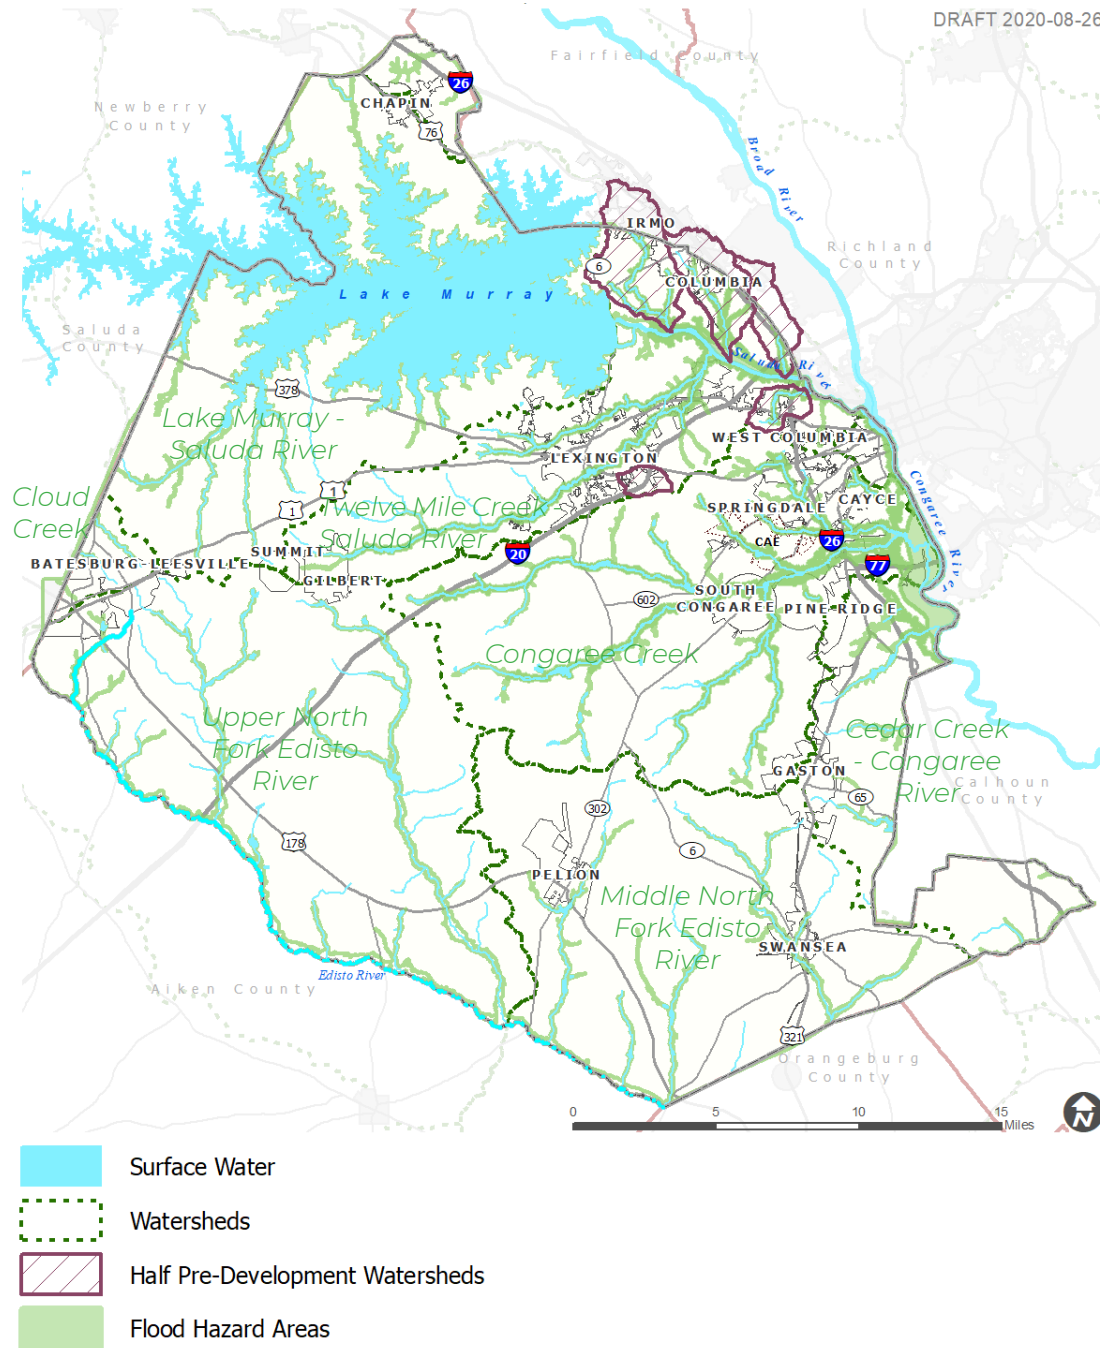 DRAFT 2020-08-26
Fairfield County
Newberry
County
CHAPIN
26
76
Broad River
IRMO
Richland
County
6
COLUMBIA
Lake Murray
Saluda
County
Saluda River
378
Lake Murray -
Saluda River
WEST COLUMBIA
LEXINGTON
Cloud
Creek
1
1
Twelve Mile Creek -
Saluda River
SPRINGDALE
CAYCE
Congaree River
CAE
26
20
77
SUMMIT
BATESBURG-LEESVILLE
GILBERT
SOUTH
CONGAREE
PINE RIDGE
602
Congaree Creek
Upper North
Fork Edisto
River
Cedar Creek
- Congaree
River
GASTON
Calhoun
County
65
302
178
6
PELION
Middle North
Fork Edisto
River
SWANSEA
Edisto River
Aiken County
321
Orangeburg
County
0 5 10 15
Miles
N
Surface Water
Watersheds
Half Pre-Development Watersheds
Flood Hazard Areas